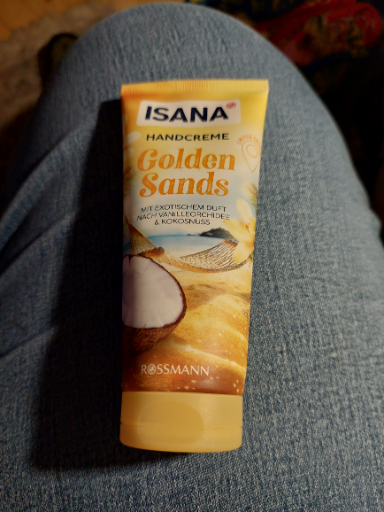 ISANA
HANDCREME
Golden
Sands
MIT EXOTISCHEM DUFT
NACH VANILLEORCHIDEE
& KOKOSNUSS
ROSSMANN